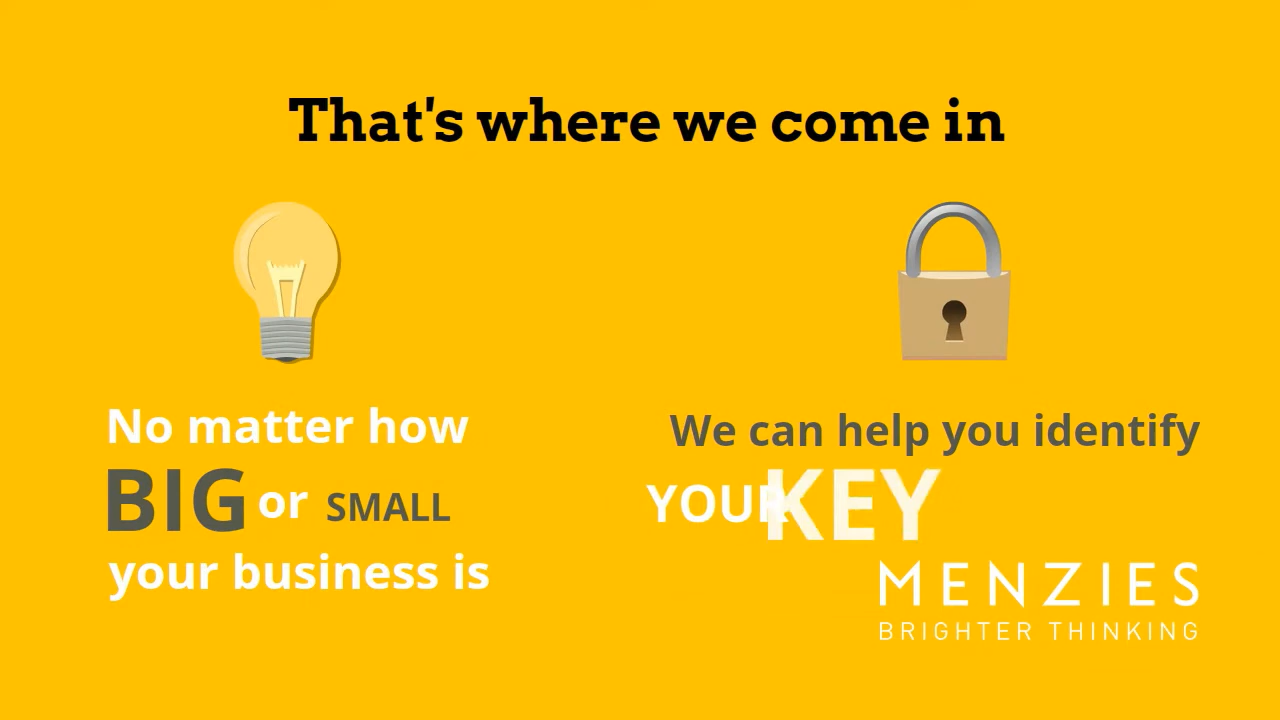 That's where we come in
No matter how
BIG or SMALL
your business is
We can help you identify
YOUR KEY
MENZIES
BRIGHTER THINKING